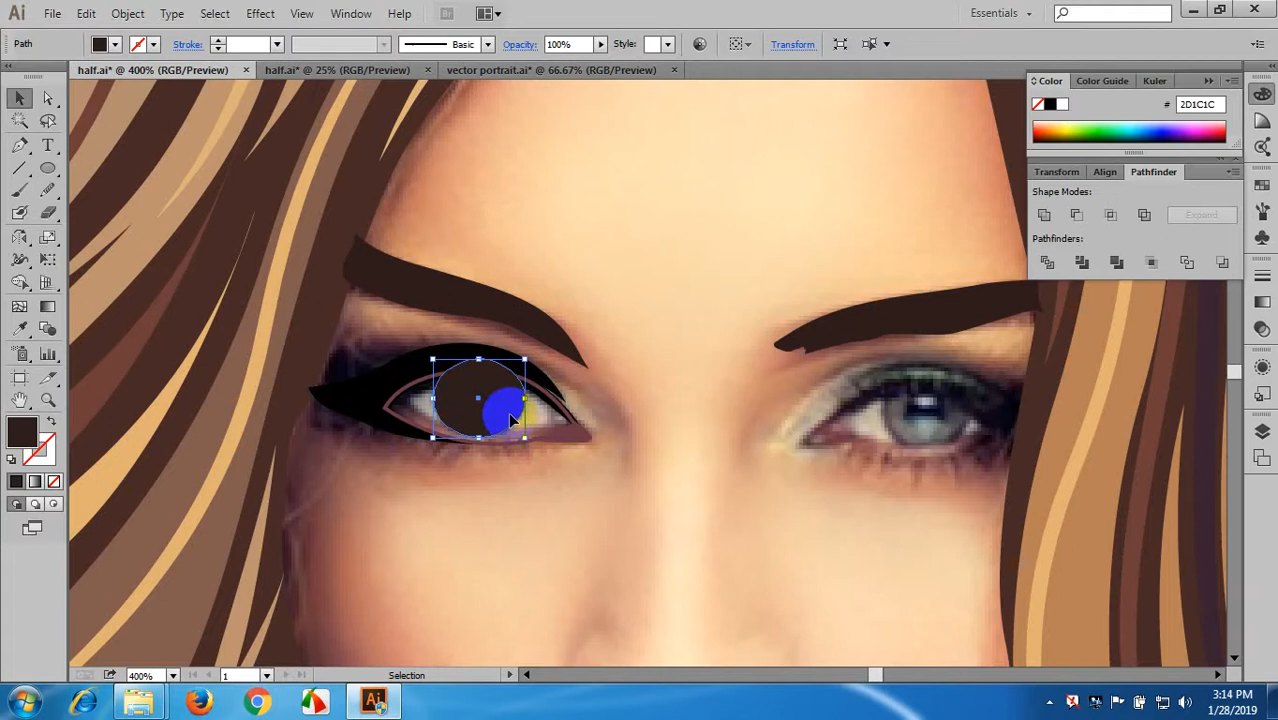 Ai File Edit Object Type Select Effect View Window Help Br Essentials
Path Stroke: Basic Opacity: 100% Style: Transform
half.ai* @ 400% (RGB/Preview) × half.ai* @ 25% (RGB/Preview) × vector portrait.ai* @ 66.67% (RGB/Preview) ×
Color Color Guide Kuler
# 2D1C1C
Transform Align Pathfinder
Shape Modes:
Expand
Pathfinders:
400% 1 Selection
Ai 3:14 PM
1/28/2019